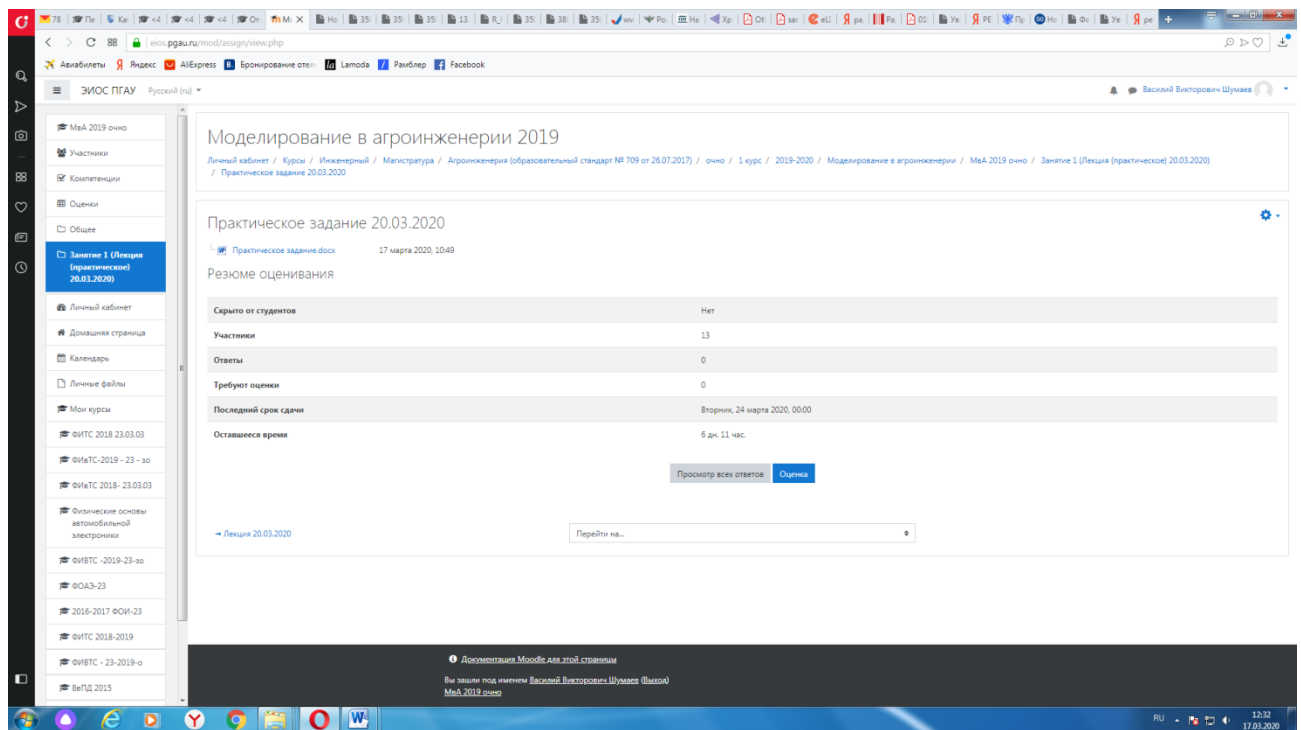 eios.pgau.ru/mod/assign/view.php
Авиабилеты Яндекс AliExpress Бронирование отел Lamoda Рамблер Facebook
ЭИОС ПГАУ Русский (ru)
Василий Викторович Шумаев
МвА 2019 очно
Участники
Компетенции
Оценки
Общее
Занятие 1 (Лекция
(практическое)
20.03.2020)
Личный кабинет
Домашняя страница
Календарь
Личные файлы
Мои курсы
ФИТС 2018 23.03.03
ФИвТС-2019 - 23 - зо
ФИвТС 2018- 23.03.03
Физические основы
автомобильной
электроники
ФИВТС -2019-23-зо
ФОАЭ-23
2016-2017 ФОИ-23
ФИТС 2018-2019
ФИВТС - 23-2019-о
ВвПД 2015
Моделирование в агроинженерии 2019
Личный кабинет / Курсы / Инженерный / Магистратура / Агроинженерия (образовательный стандарт № 709 от 26.07.2017) / очно / 1 курс / 2019-2020 / Моделирование в агроинженерии / МвА 2019 очно / Занятие 1 (Лекция (практическое) 20.03.2020)
/ Практическое задание 20.03.2020
Практическое задание 20.03.2020
Практическое задание.docx 17 марта 2020, 10:49
Резюме оценивания
Скрыто от студентов Нет
Участники 13
Ответы 0
Требуют оценки 0
Последний срок сдачи Вторник, 24 марта 2020, 00:00
Оставшееся время 6 дн. 11 час.
Просмотр всех ответов Оценка
→ Лекция 20.03.2020 Перейти на...
Документация Moodle для этой страницы
Вы зашли под именем Василий Викторович Шумаев (Выход)
МвА 2019 очно
RU 12:32
17.03.2020